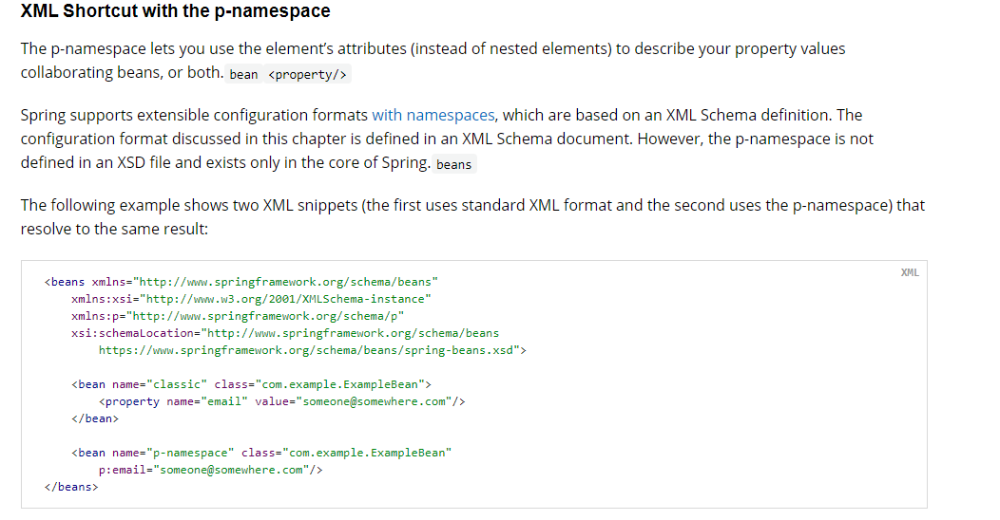 XML Shortcut with the p-namespace
The p-namespace lets you use the element’s attributes (instead of nested elements) to describe your property values
collaborating beans, or both. bean <property/>
Spring supports extensible configuration formats with namespaces, which are based on an XML Schema definition. The
configuration format discussed in this chapter is defined in an XML Schema document. However, the p-namespace is not
defined in an XSD file and exists only in the core of Spring. beans
The following example shows two XML snippets (the first uses standard XML format and the second uses the p-namespace) that
resolve to the same result:
XML
<beans xmlns="http://www.springframework.org/schema/beans"
    xmlns:xsi="http://www.w3.org/2001/XMLSchema-instance"
    xmlns:p="http://www.springframework.org/schema/p"
    xsi:schemaLocation="http://www.springframework.org/schema/beans
        https://www.springframework.org/schema/beans/spring-beans.xsd">
    <bean name="classic" class="com.example.ExampleBean">
        <property name="email" value="someone@somewhere.com"/>
    </bean>
    <bean name="p-namespace" class="com.example.ExampleBean"
        p:email="someone@somewhere.com"/>
</beans>